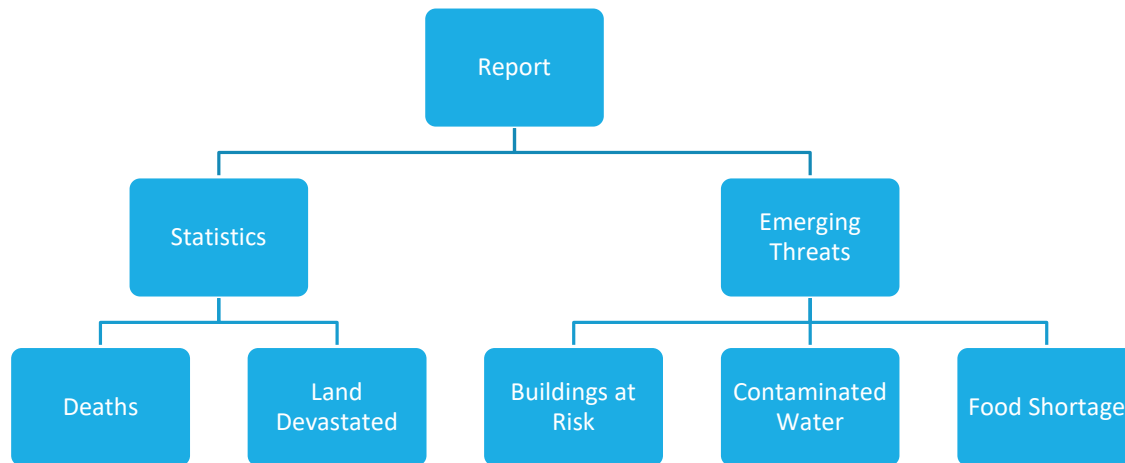 Report
Statistics
Emerging
Threats
Deaths
Land
Devastated
Buildings at
Risk
Contaminated
Water
Food Shortage